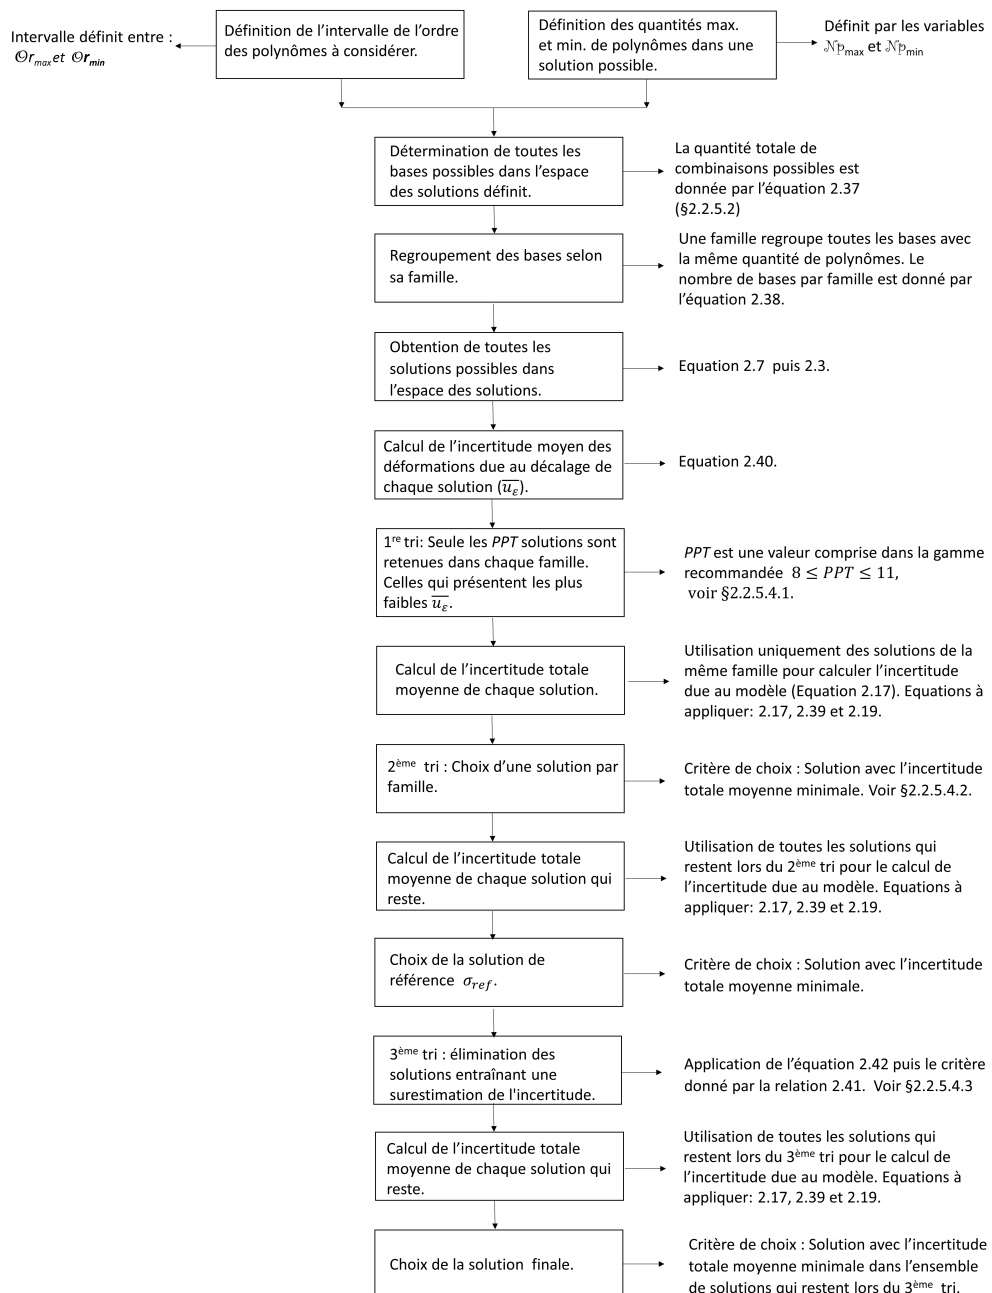 Intervalle définit entre :
𝒪r_max et 𝒪r_min
Définition de l'intervalle de l'ordre
des polynômes à considérer.
Définition des quantités max.
et min. de polynômes dans une
solution possible.
Définit par les variables
𝒩p_max et 𝒩p_min
Détermination de toutes les
bases possibles dans l'espace
des solutions définit.
La quantité totale de
combinaisons possibles est
donnée par l'équation 2.37
(§2.2.5.2)
Regroupement des bases selon
sa famille.
Une famille regroupe toutes les bases avec
la même quantité de polynômes. Le
nombre de bases par famille est donné par
l'équation 2.38.
Obtention de toutes les
solutions possibles dans
l'espace des solutions.
Equation 2.7 puis 2.3.
Calcul de l'incertitude moyen des
déformations due au décalage de
chaque solution (u̅_ε̅).
Equation 2.40.
1re tri: Seule les PPT solutions sont
retenues dans chaque famille.
Celles qui présentent les plus
faibles u̅_ε̅.
PPT est une valeur comprise dans la gamme
recommandée 8 ≤ PPT ≤ 11,
voir §2.2.5.4.1.
Calcul de l'incertitude totale
moyenne de chaque solution.
Utilisation uniquement des solutions de la
même famille pour calculer l'incertitude
due au modèle (Equation 2.17). Equations à
appliquer: 2.17, 2.39 et 2.19.
2ème tri : Choix d'une solution par
famille.
Critère de choix : Solution avec l'incertitude
totale moyenne minimale. Voir §2.2.5.4.2.
Calcul de l'incertitude totale
moyenne de chaque solution qui
reste.
Utilisation de toutes les solutions qui
restent lors du 2ème tri pour le calcul de
l'incertitude due au modèle. Equations à
appliquer: 2.17, 2.39 et 2.19.
Choix de la solution de
référence σ_ref.
Critère de choix : Solution avec l'incertitude
totale moyenne minimale.
3ème tri : élimination des
solutions entraînant une
surestimation de l'incertitude.
Application de l'équation 2.42 puis le critère
donné par la relation 2.41. Voir §2.2.5.4.3
Calcul de l'incertitude totale
moyenne de chaque solution qui
reste.
Utilisation de toutes les solutions qui
restent lors du 3ème tri pour le calcul de
l'incertitude due au modèle. Equations à
appliquer: 2.17, 2.39 et 2.19.
Choix de la solution finale.
Critère de choix : Solution avec l'incertitude
totale moyenne minimale dans l'ensemble
de solutions qui restent lors du 3ème tri.